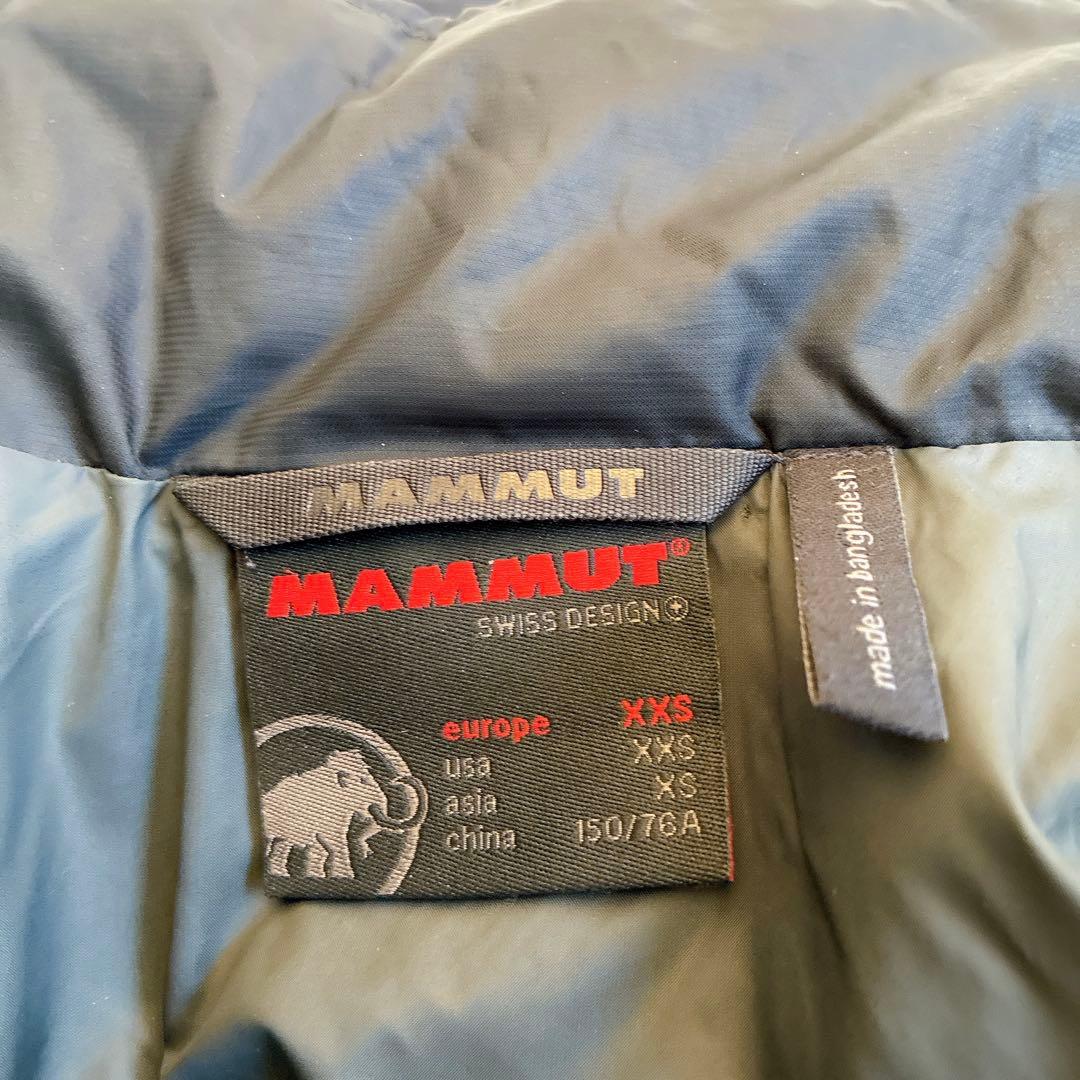 MAMMUT
MAMMUT®
SWISS DESIGN
europe XXS
usa XXS
asia XS
china 150/76A
made in bangladesh